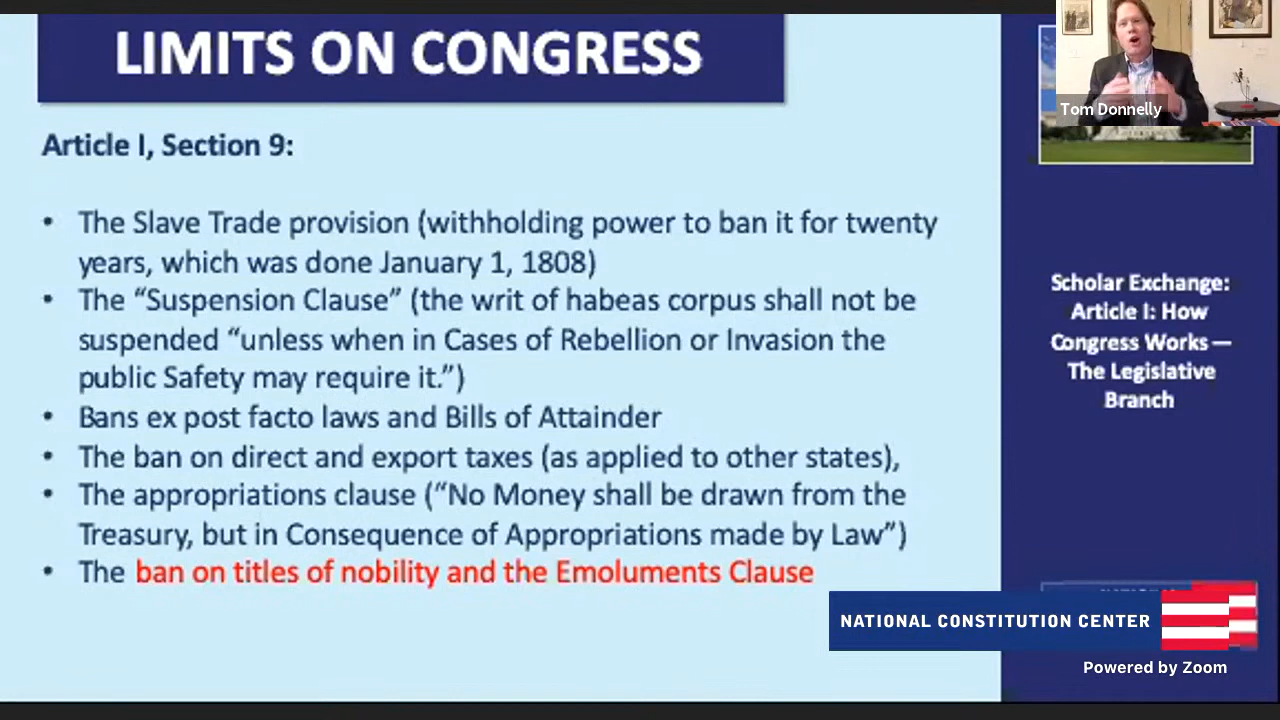 LIMITS ON CONGRESS
Article I, Section 9:
• The Slave Trade provision (withholding power to ban it for twenty
years, which was done January 1, 1808)
• The “Suspension Clause” (the writ of habeas corpus shall not be
suspended “unless when in Cases of Rebellion or Invasion the
public Safety may require it.”)
• Bans ex post facto laws and Bills of Attainder
• The ban on direct and export taxes (as applied to other states),
• The appropriations clause (“No Money shall be drawn from the
Treasury, but in Consequence of Appropriations made by Law”)
• The ban on titles of nobility and the Emoluments Clause
Tom Donnelly
Scholar Exchange:
Article I: How
Congress Works —
The Legislative
Branch
NATIONAL CONSTITUTION CENTER
Powered by Zoom